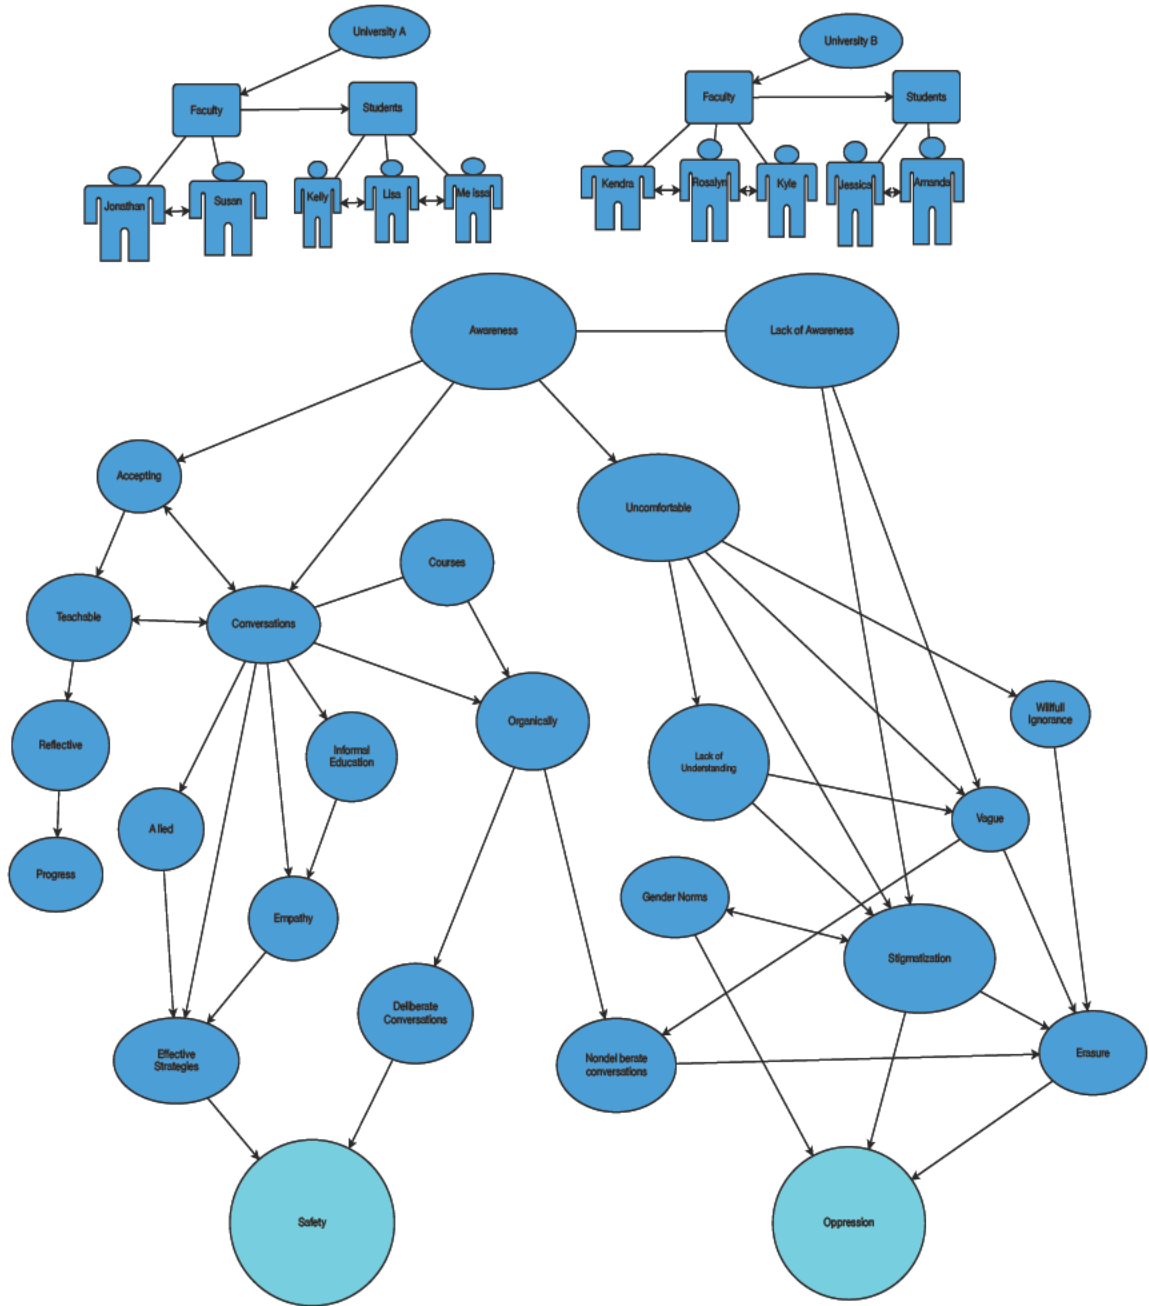 University A
University B
Faculty
Students
Faculty
Students
Jonathan
Susan
Kelly
Lisa
Me issa
Kendra
Rosalyn
Kyle
Jessica
Amanda
Awareness
Lack of Awareness
Accepting
Uncomfortable
Courses
Teachable
Conversations
Organically
Willfull
Ignorance
Reflective
Informal
Education
Lack of
Understanding
A lied
Vague
Progress
Empathy
Gender Norms
Stigmatization
Deliberate
Conversations
Effective
Strategies
Nondel berate
conversations
Erasure
Safety
Oppression